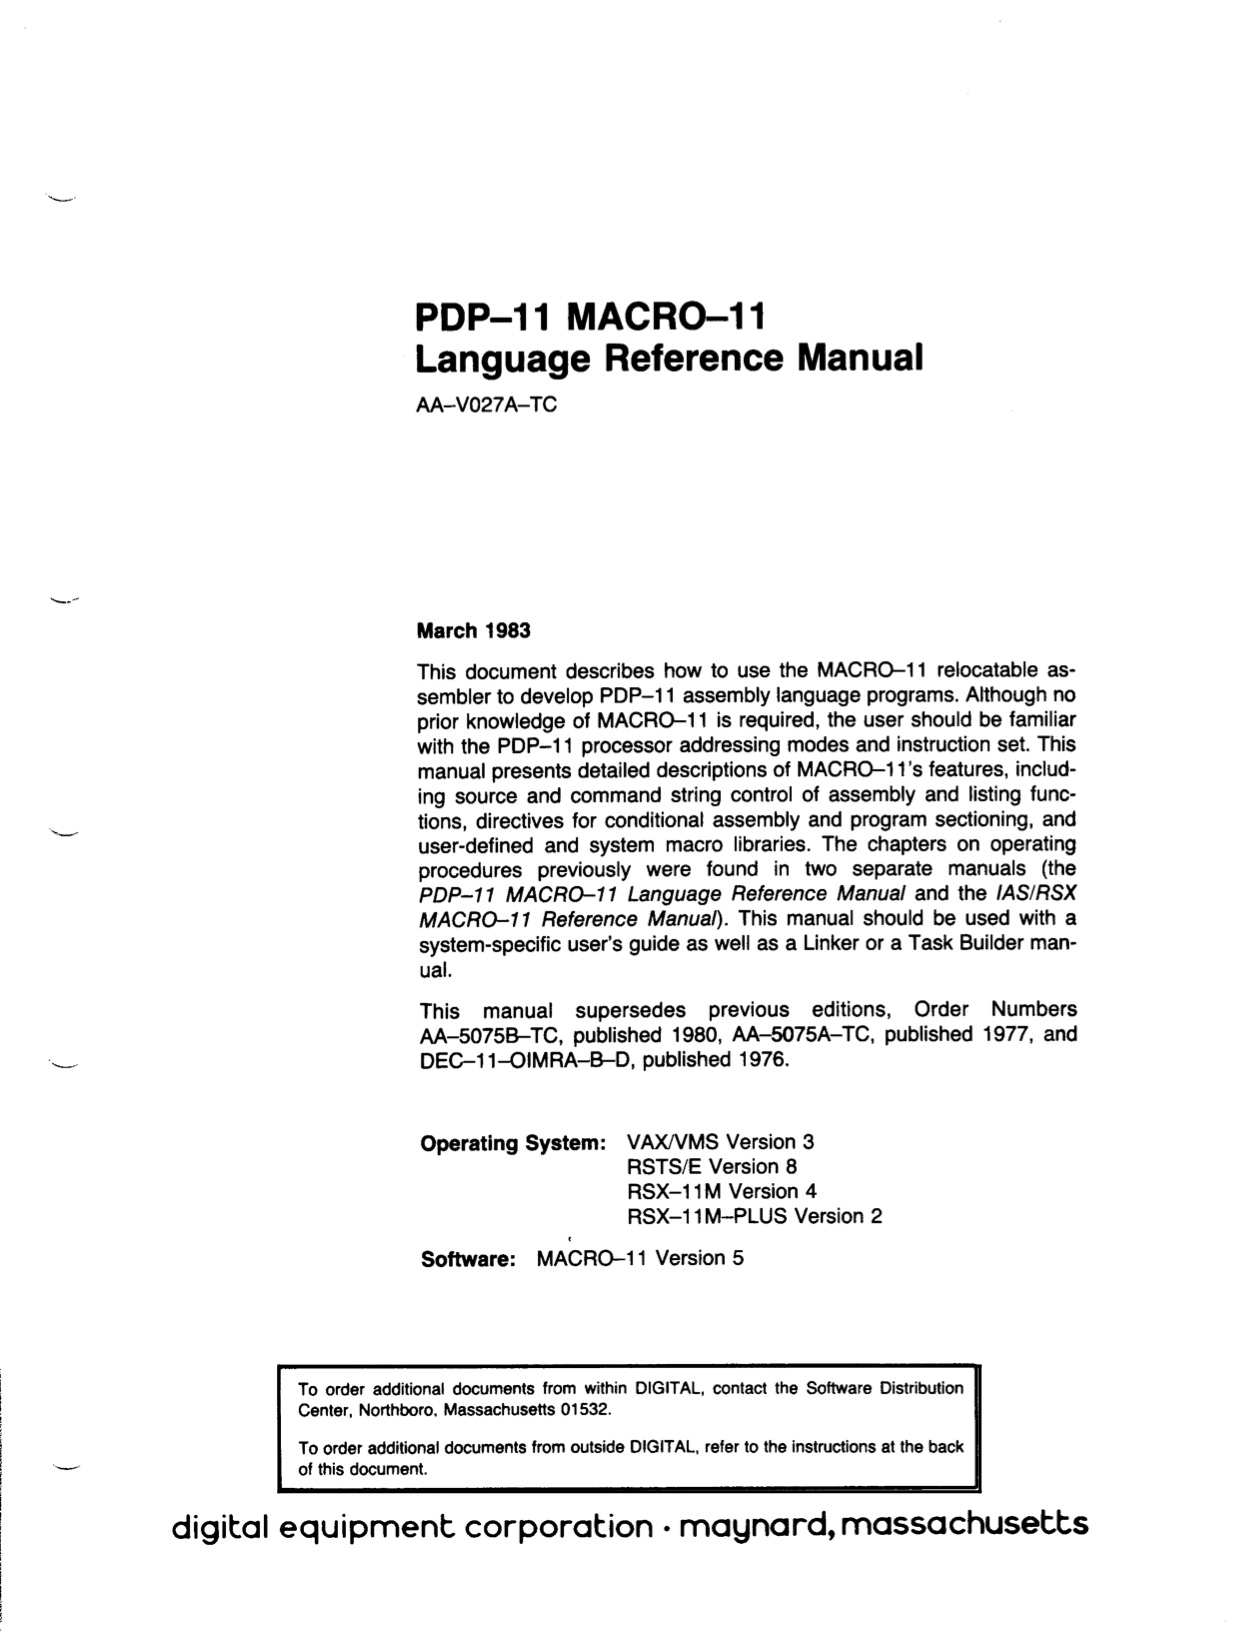 PDP–11 MACRO–11
Language Reference Manual
AA–V027A–TC
March 1983
This document describes how to use the MACRO–11 relocatable as-
sembler to develop PDP–11 assembly language programs. Although no
prior knowledge of MACRO–11 is required, the user should be familiar
with the PDP–11 processor addressing modes and instruction set. This
manual presents detailed descriptions of MACRO–11's features, includ-
ing source and command string control of assembly and listing func-
tions, directives for conditional assembly and program sectioning, and
user-defined and system macro libraries. The chapters on operating
procedures previously were found in two separate manuals (the
PDP–11 MACRO–11 Language Reference Manual and the IAS/RSX
MACRO–11 Reference Manual). This manual should be used with a
system-specific user's guide as well as a Linker or a Task Builder man-
ual.
This manual supersedes previous editions, Order Numbers
AA–5075B–TC, published 1980, AA–5075A–TC, published 1977, and
DEC–11–OIMRA–B–D, published 1976.
Operating System: VAX/VMS Version 3
RSTS/E Version 8
RSX–11M Version 4
RSX–11M–PLUS Version 2
Software: MACRO–11 Version 5
To order additional documents from within DIGITAL, contact the Software Distribution
Center, Northboro, Massachusetts 01532.
To order additional documents from outside DIGITAL, refer to the instructions at the back
of this document.
digital equipment corporation · maynard, massachusetts